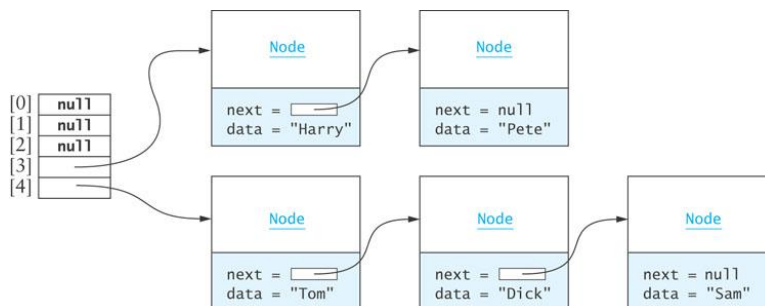 Node
Node
[0] null
[1] null
[2] null
[3]
[4]
next =
data = "Harry"
next = null
data = "Pete"
Node
Node
Node
next =
data = "Tom"
next =
data = "Dick"
next = null
data = "Sam"